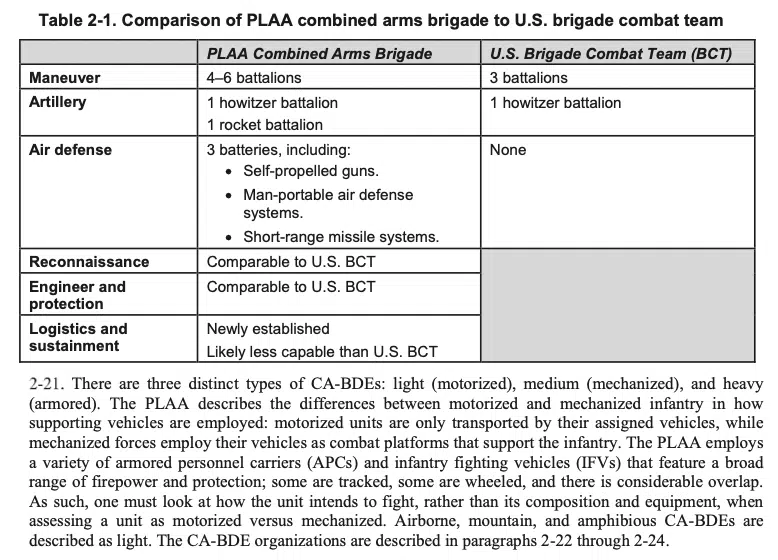 Table 2-1. Comparison of PLAA combined arms brigade to U.S. brigade combat team
PLAA Combined Arms Brigade
U.S. Brigade Combat Team (BCT)
Maneuver
4–6 battalions
3 battalions
Artillery
1 howitzer battalion
1 rocket battalion
1 howitzer battalion
Air defense
3 batteries, including:
• Self-propelled guns.
• Man-portable air defense
systems.
• Short-range missile systems.
None
Reconnaissance
Comparable to U.S. BCT
Engineer and
protection
Comparable to U.S. BCT
Logistics and
sustainment
Newly established
Likely less capable than U.S. BCT
2-21. There are three distinct types of CA-BDEs: light (motorized), medium (mechanized), and heavy
(armored). The PLAA describes the differences between motorized and mechanized infantry in how
supporting vehicles are employed: motorized units are only transported by their assigned vehicles, while
mechanized forces employ their vehicles as combat platforms that support the infantry. The PLAA employs
a variety of armored personnel carriers (APCs) and infantry fighting vehicles (IFVs) that feature a broad
range of firepower and protection; some are tracked, some are wheeled, and there is considerable overlap.
As such, one must look at how the unit intends to fight, rather than its composition and equipment, when
assessing a unit as motorized versus mechanized. Airborne, mountain, and amphibious CA-BDEs are
described as light. The CA-BDE organizations are described in paragraphs 2-22 through 2-24.